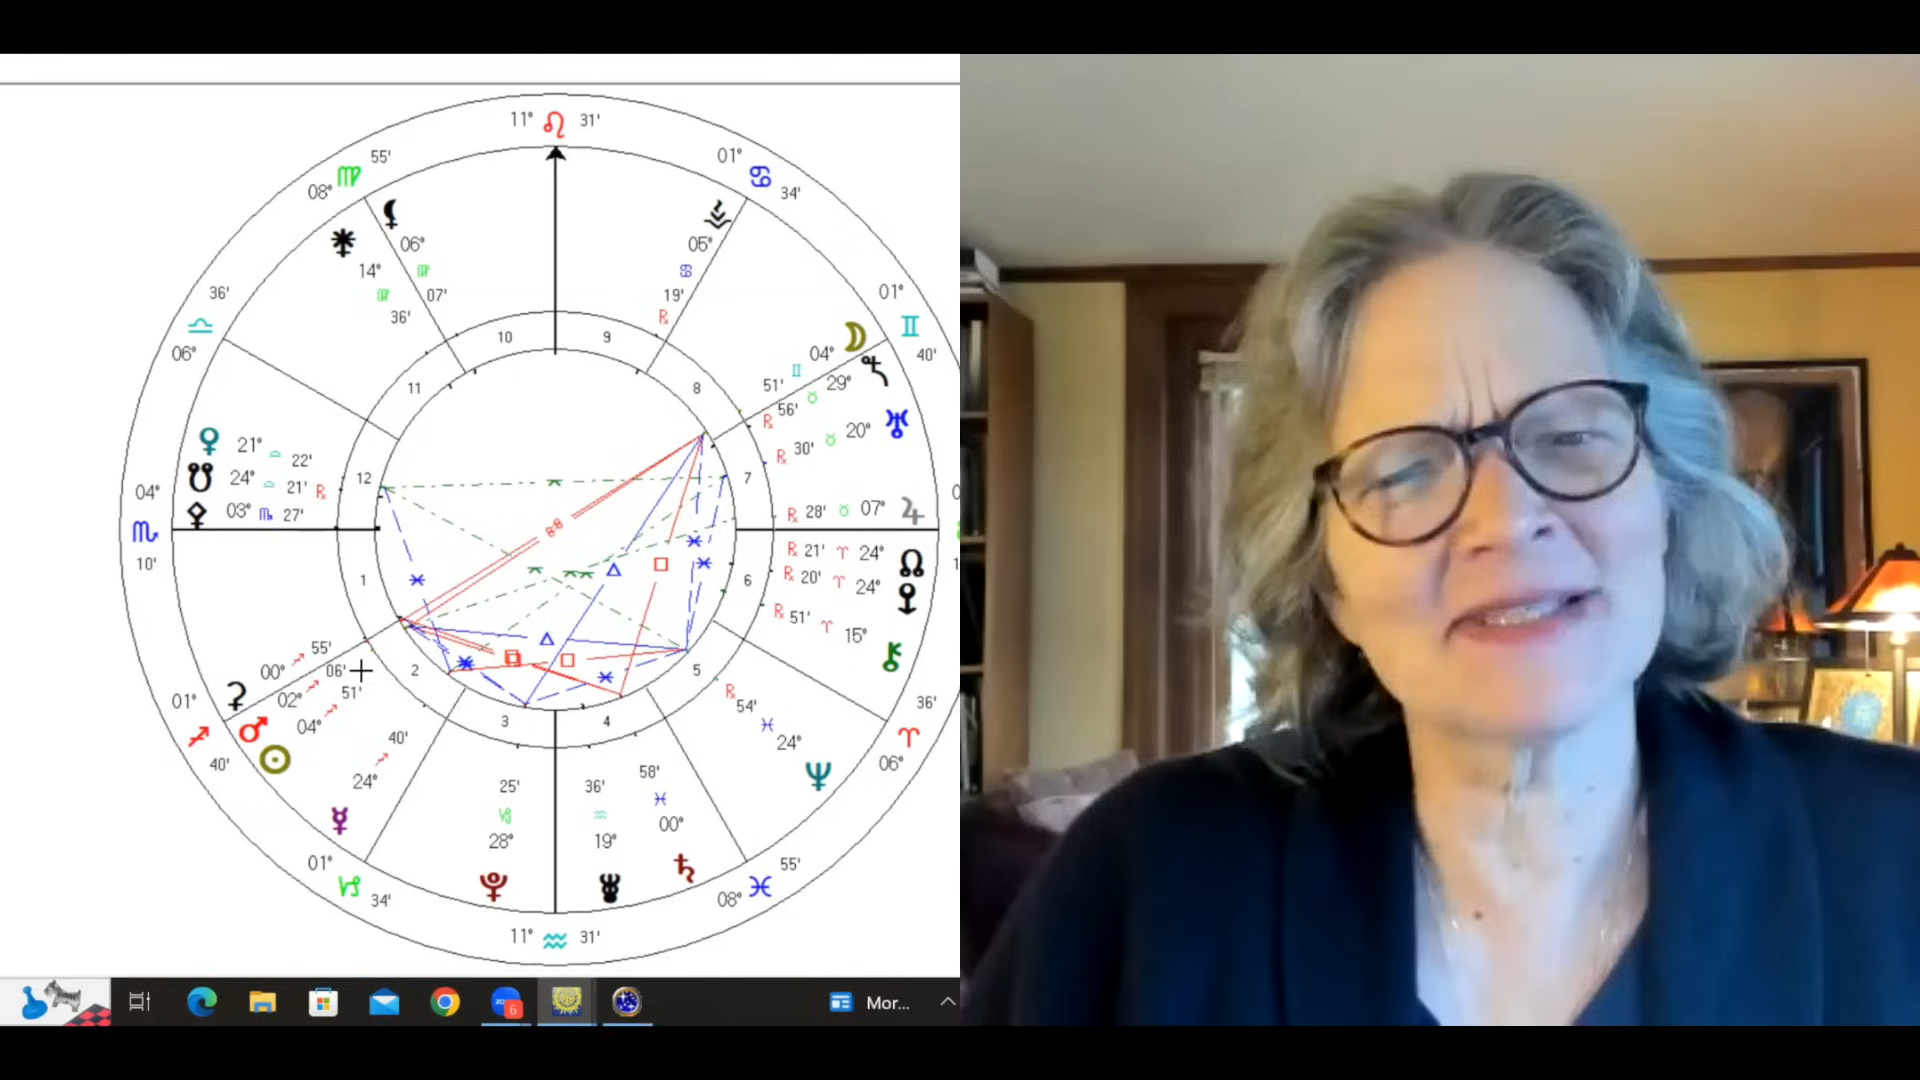 11° ♌ 31'
01° ♋ 34'
08° ♍ 55'
06° ♍ 07'
14° ♍ 36'
05° ♋ 19' ℞
36' ♎ 06°
01° ♊ 40'
04° ♊ 51'
29° ♉ 56' ℞
20° ♉ 30' ℞
21° ♎ 22'
24° ♎ 21' ℞
03° ♏ 27'
04° ♏ 10'
℞ 28' ♉ 07°
℞ 21' ♈ 24°
℞ 20' ♈ 24°
℞ 51' ♈ 15°
10
9
11
8
12
7
1
6
2
5
3
4
00° ♐ 55'
02° ♐ 06'
04° ♐ 51'
01° ♐ 40'
24° ♐ 40'
℞ 54' ♓ 24°
36' ♈ 06°
25' ♑ 28°
36' ♒ 19°
58' ♓ 00°
01° ♑ 34'
08° ♓ 55'
11° ♒ 31'
6
Mor...